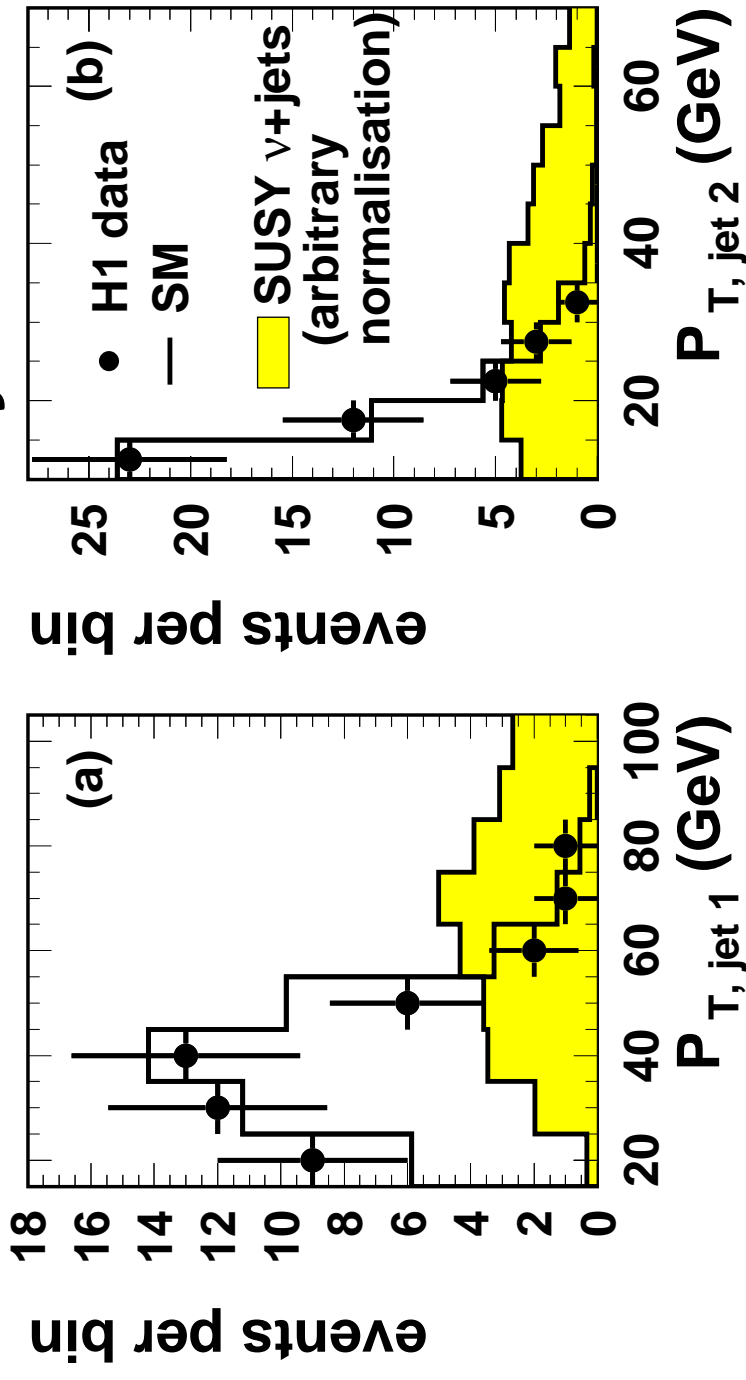 events per bin
18
16
14
12
10
8
6
4
2
0
(a)
20
40
60
80
100
P T, jet 1 (GeV)
events per bin
25
20
15
10
5
0
(b)
H1 data
SM
SUSY ν+jets
(arbitrary
normalisation)
20
40
60
P T, jet 2 (GeV)